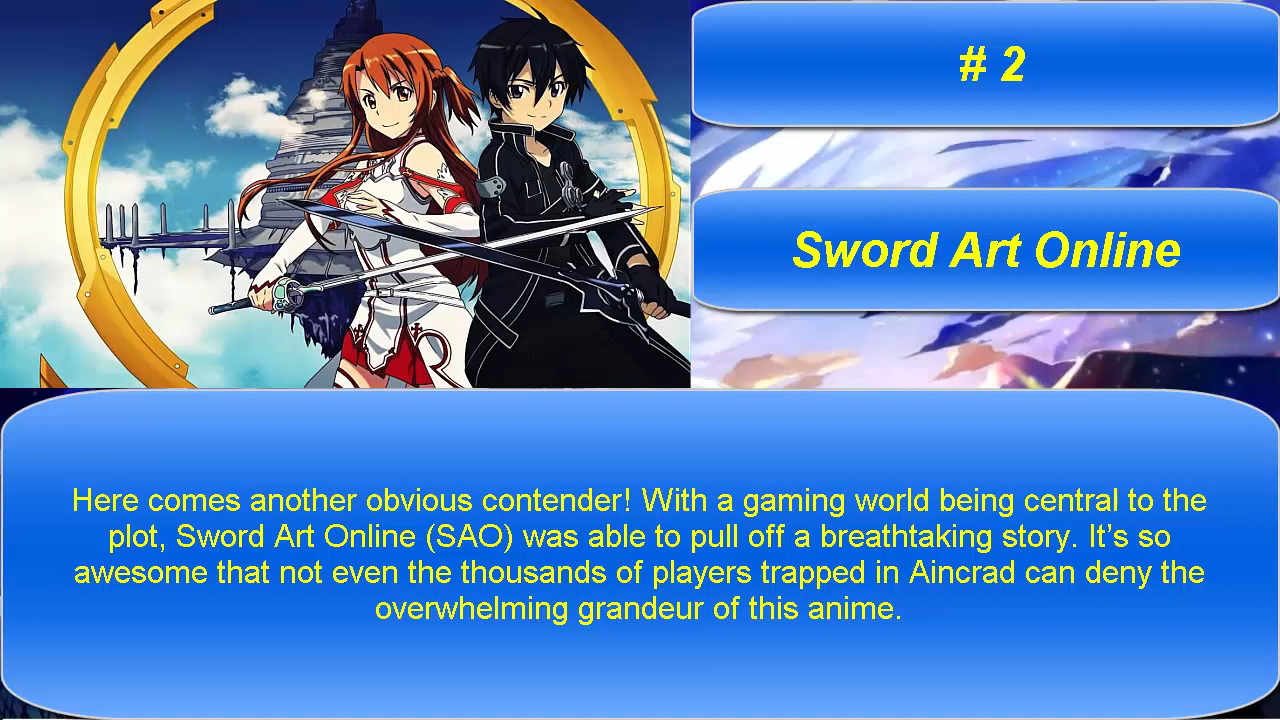 # 2
Sword Art Online
Here comes another obvious contender! With a gaming world being central to the
plot, Sword Art Online (SAO) was able to pull off a breathtaking story. It’s so
awesome that not even the thousands of players trapped in Aincrad can deny the
overwhelming grandeur of this anime.